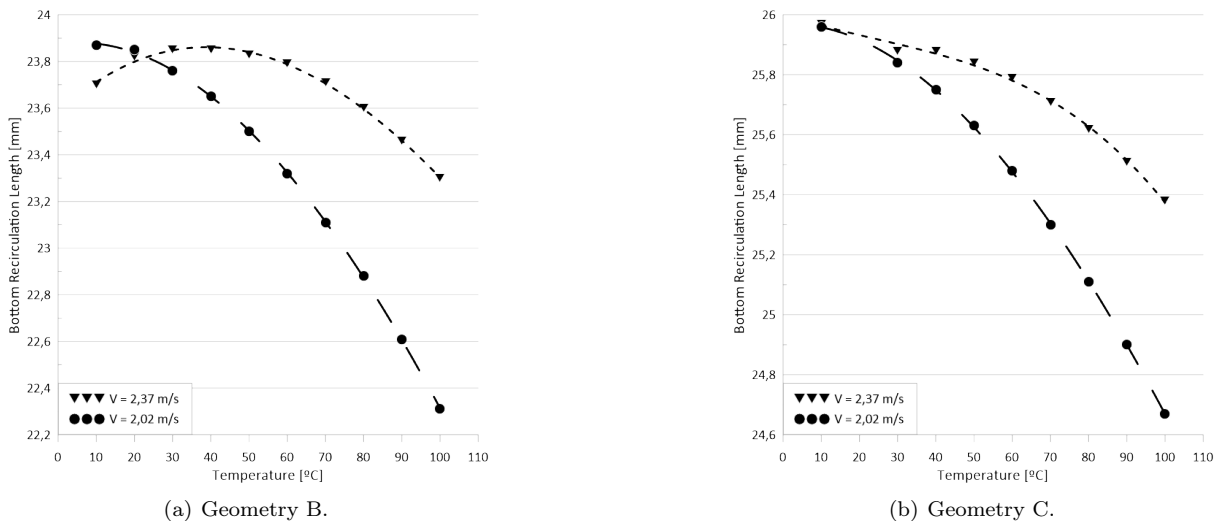 24
23,8
23,6
23,4
23,2
23
22,8
22,6
22,4
22,2
Bottom Recirculation Length [mm]
V = 2,37 m/s
V = 2,02 m/s
0 10 20 30 40 50 60 70 80 90 100 110
Temperature [ºC]
(a) Geometry B.
26
25,8
25,6
25,4
25,2
25
24,8
24,6
Bottom Recirculation Length [mm]
V = 2,37 m/s
V = 2,02 m/s
0 10 20 30 40 50 60 70 80 90 100 110
Temperature [ºC]
(b) Geometry C.